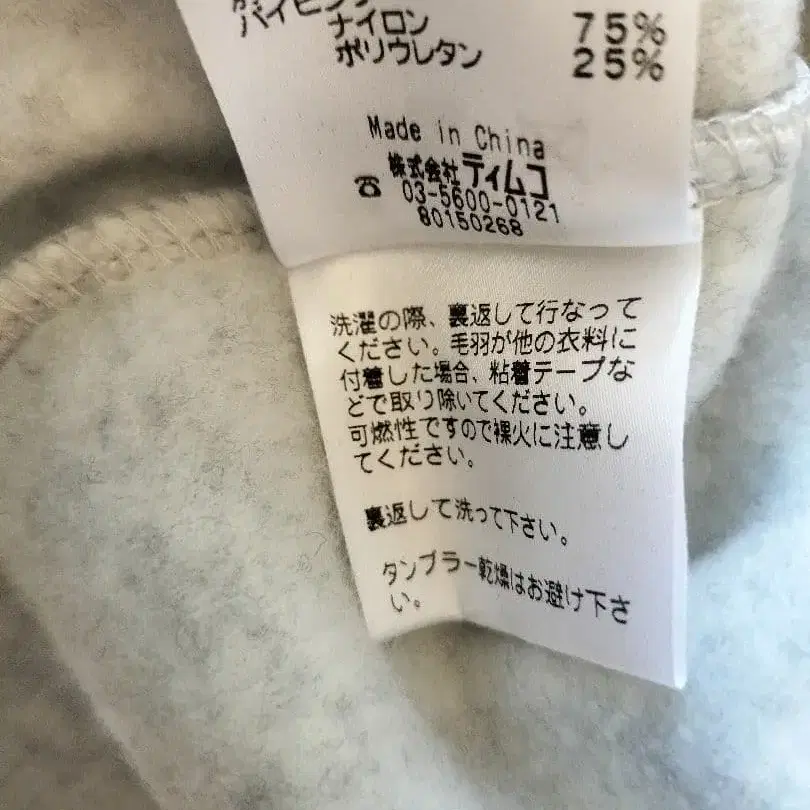 パイピング
ナイロン 75%
ポリウレタン 25%
Made in China
株式会社ティムコ
☎ 03-5600-0121
80150268
洗濯の際、裏返して行なって
ください。毛羽が他の衣料に
付着した場合、粘着テープな
どで取り除いてください。
可燃性ですので裸火に注意し
てください。
裏返して洗って下さい。
タンブラー乾燥はお避け下さ
い。